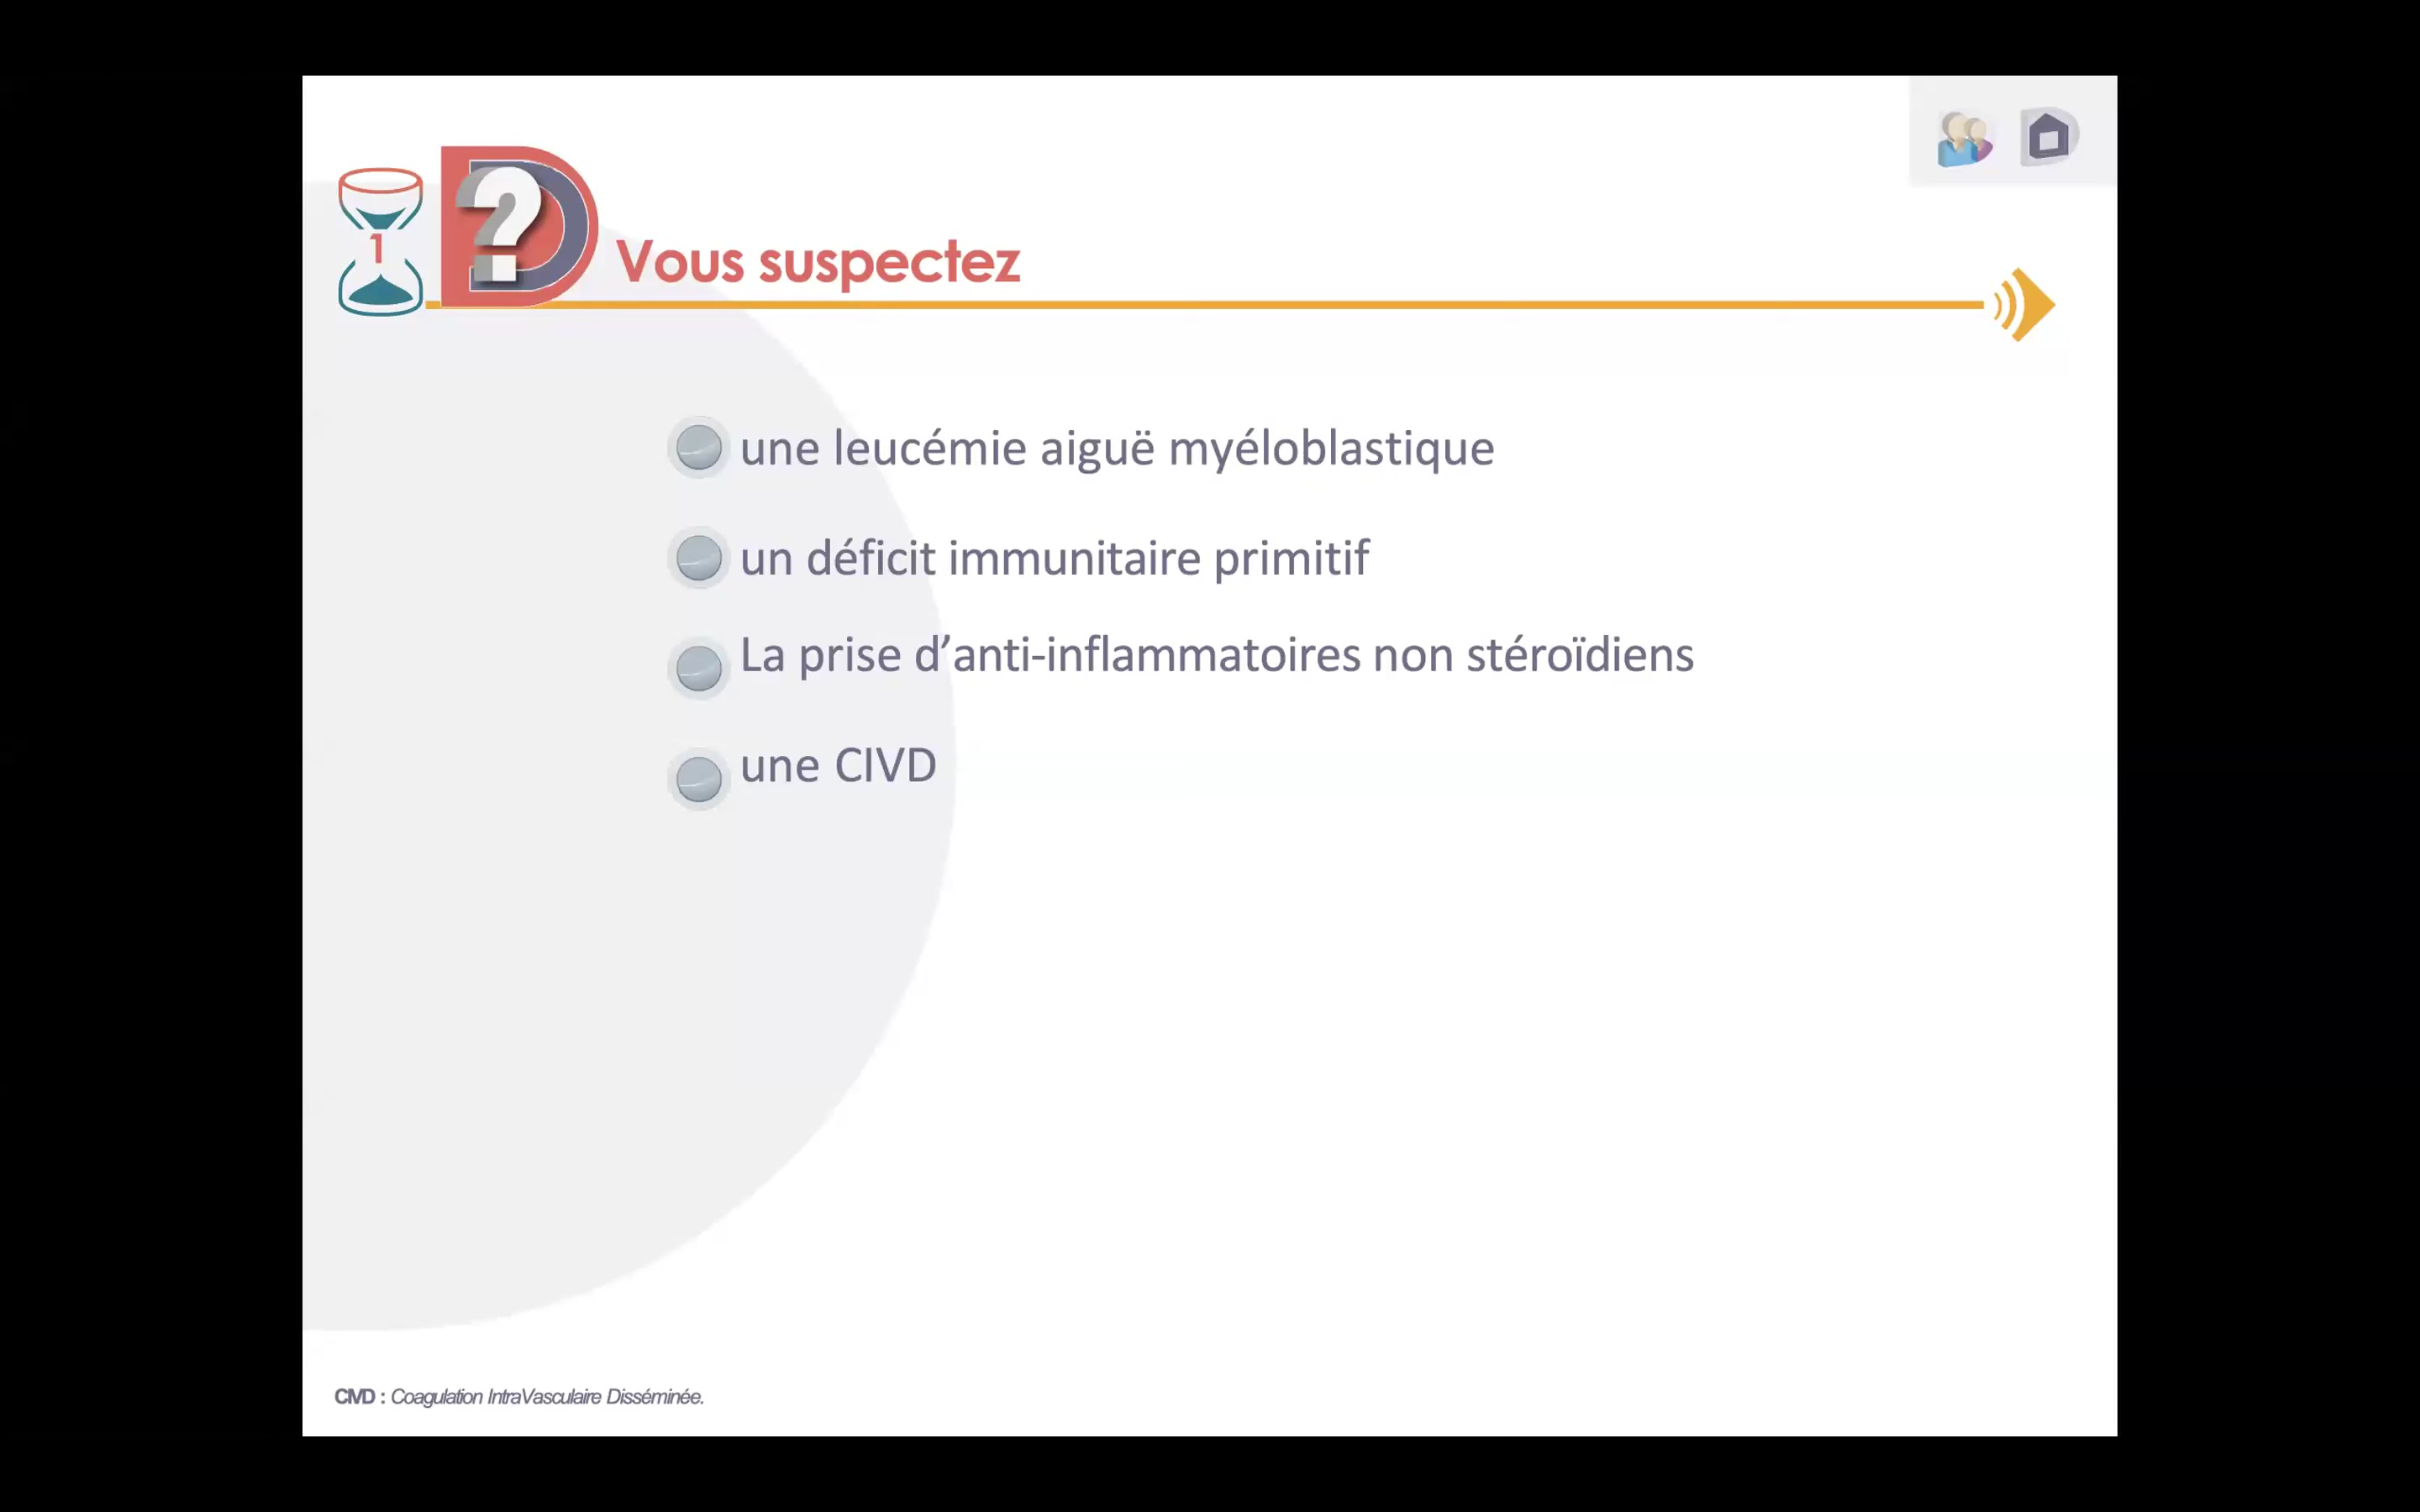 1
?
Vous suspectez
une leucémie aiguë myéloblastique
un déficit immunitaire primitif
La prise d’anti-inflammatoires non stéroïdiens
une CIVD
CIVD : Coagulation IntraVasculaire Disséminée.